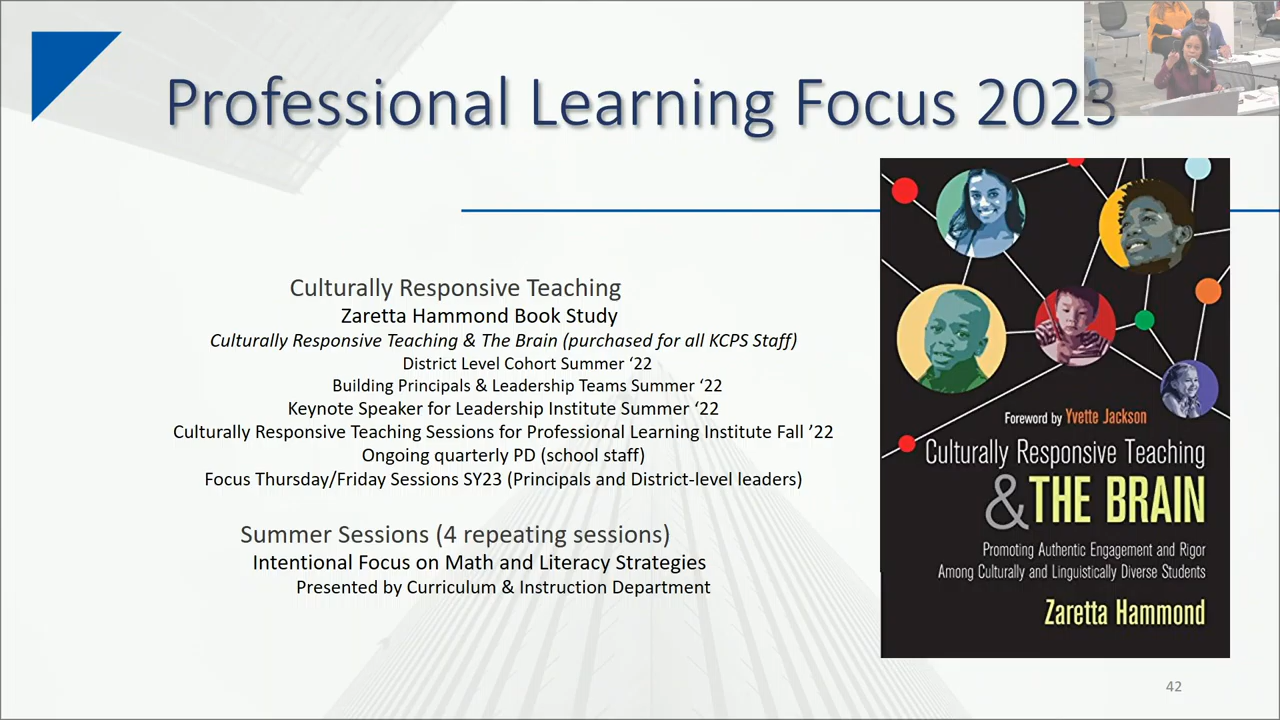 Professional Learning Focus 2023
Culturally Responsive Teaching
Zaretta Hammond Book Study
Culturally Responsive Teaching & The Brain (purchased for all KCPS Staff)
District Level Cohort Summer ‘22
Building Principals & Leadership Teams Summer ‘22
Keynote Speaker for Leadership Institute Summer ‘22
Culturally Responsive Teaching Sessions for Professional Learning Institute Fall ’22
Ongoing quarterly PD (school staff)
Focus Thursday/Friday Sessions SY23 (Principals and District-level leaders)
Summer Sessions (4 repeating sessions)
Intentional Focus on Math and Literacy Strategies
Presented by Curriculum & Instruction Department
Foreword by Yvette Jackson
Culturally Responsive Teaching
& THE BRAIN
Promoting Authentic Engagement and Rigor
Among Culturally and Linguistically Diverse Students
Zaretta Hammond
42